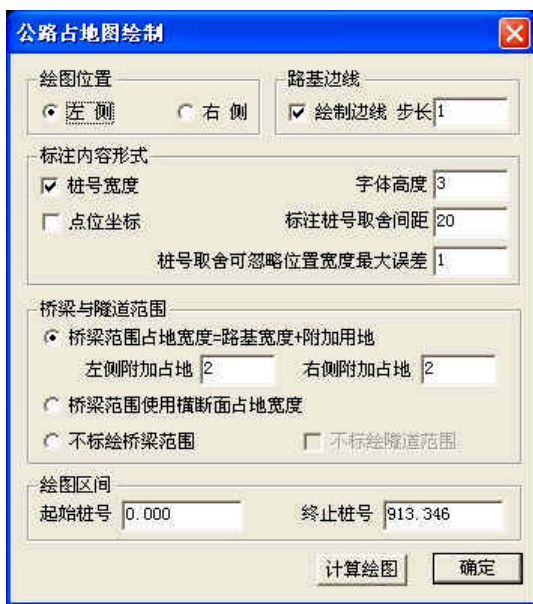 公路占地图绘制
绘图位置
路基边线
左 侧
右 侧
绘制边线 步长 1
标注内容形式
桩号宽度
字体高度 3
点位坐标
标注桩号取舍间距 20
桩号取舍可忽略位置宽度最大误差 1
桥梁与隧道范围
桥梁范围占地宽度=路基宽度+附加用地
左侧附加占地 2
右侧附加占地 2
桥梁范围使用横断面占地宽度
不标绘桥梁范围
不标绘隧道范围
绘图区间
起始桩号 0.000
终止桩号 913.346
计算绘图
确定